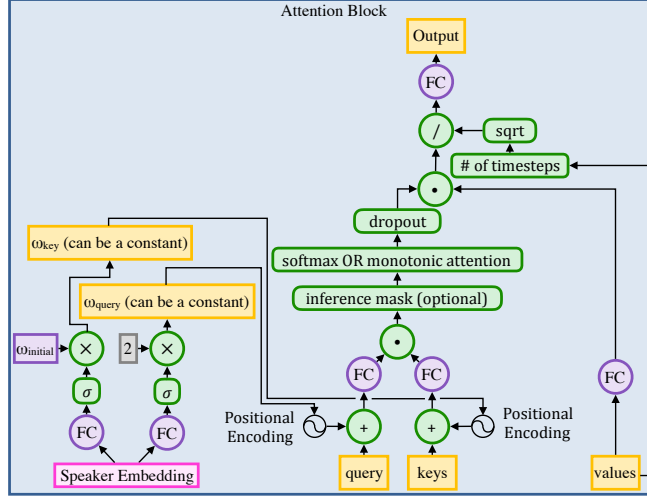 Attention Block
Output
FC
/
sqrt
# of timesteps
•
dropout
ωkey (can be a constant)
softmax OR monotonic attention
ωquery (can be a constant)
inference mask (optional)
ωinitial
×
2
×
•
σ
σ
FC
FC
FC
FC
FC
Positional
Encoding
+
+
Positional
Encoding
Speaker Embedding
query
keys
values